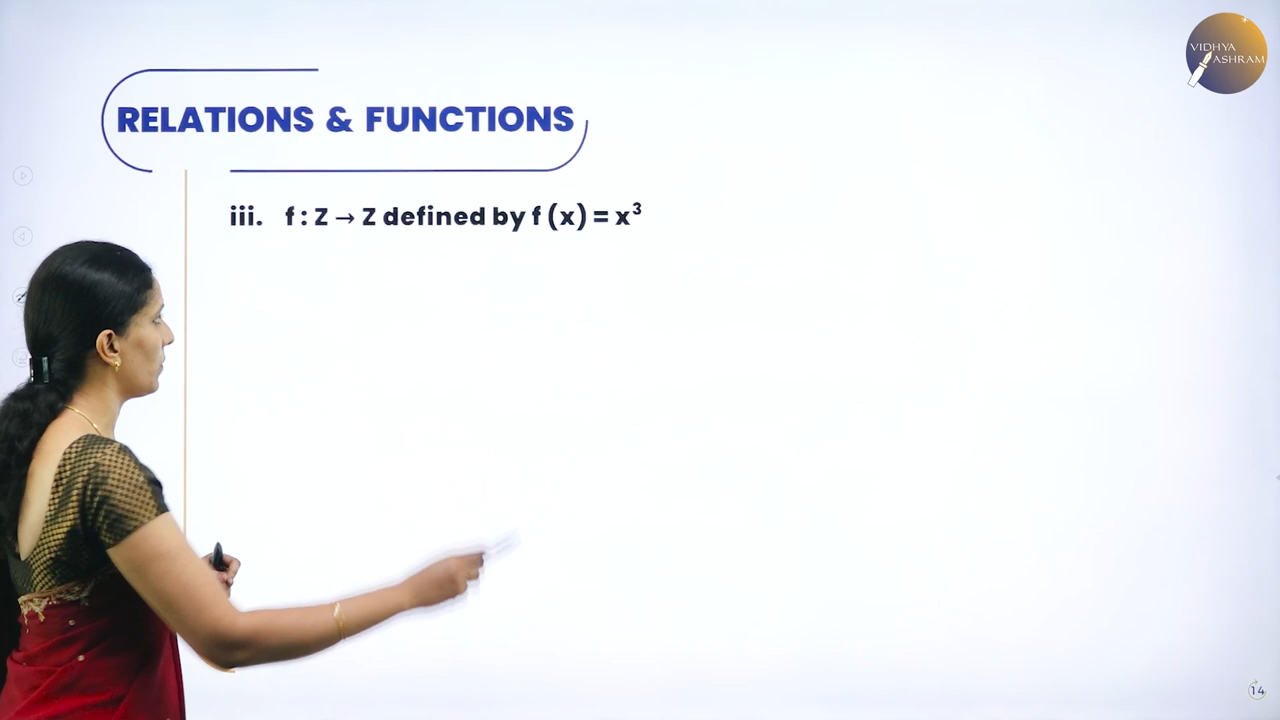 VIDHYA
ASHRAM
RELATIONS & FUNCTIONS
iii. f : Z → Z defined by f (x) = x³
14